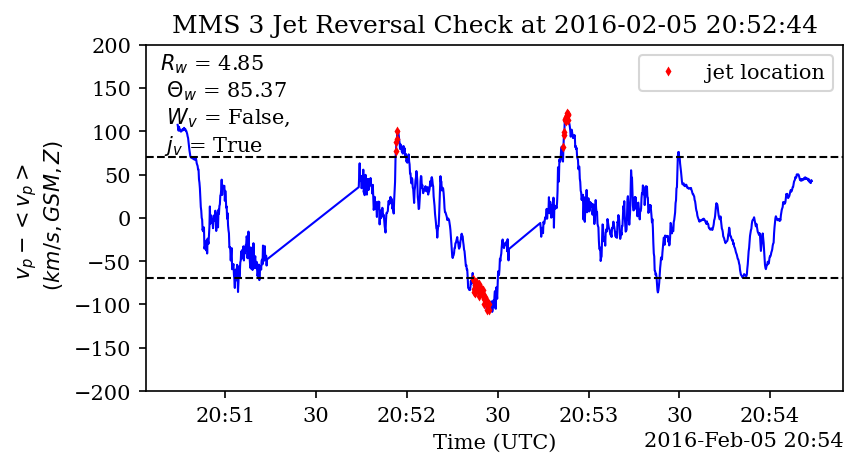 MMS 3 Jet Reversal Check at 2016-02-05 20:52:44
R_w = 4.85
Θ_w = 85.37
W_v = False,
j_v = True
jet location
v_p − < v_p >
(km/s, GSM, Z)
200
150
100
50
0
−50
−100
−150
−200
20:51 30 20:52 30 20:53 30 20:54
Time (UTC)
2016-Feb-05 20:54